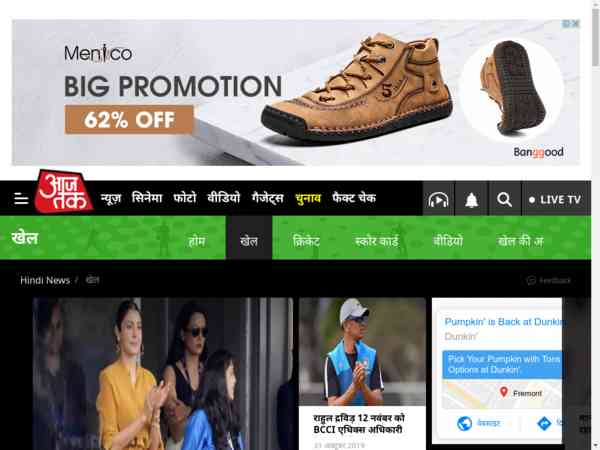 Menico
BIG PROMOTION
62% OFF
Banggood
आज तक
न्यूज़ सिनेमा फोटो वीडियो गैजेट्स चुनाव फैक्ट चेक
LIVE TV
खेल
होम खेल क्रिकेट स्कोर कार्ड वीडियो खेल की
Hindi News / खेल
Feedback
राहुल द्रविड़ 12 नवंबर को
BCCI एथिक्स अधिकारी
31 अक्टूबर 2019
Pumpkin' is Back at Dunkin'
Dunkin'
Pick Your Pumpkin with Tons
Options at Dunkin'.
Fremont
वेबसाइट